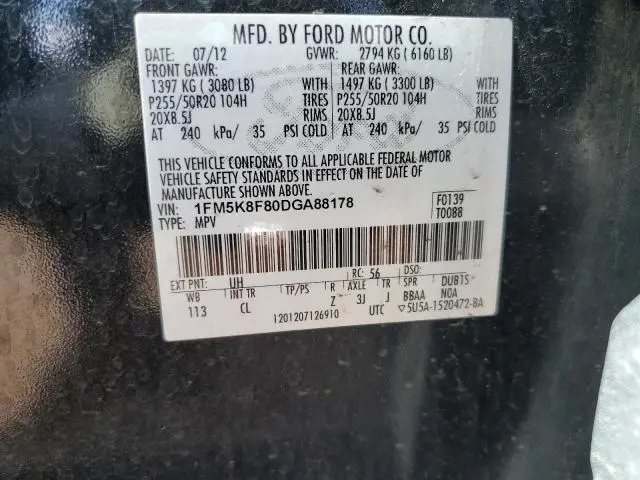 MFD. BY FORD MOTOR CO.
DATE: 07/12 GVWR: 2794 KG ( 6160 LB)
FRONT GAWR: REAR GAWR:
1397 KG ( 3080 LB) WITH 1497 KG ( 3300 LB) WITH
P255/50R20 104H TIRES P255/50R20 104H TIRES
20X8.5J RIMS 20X8.5J RIMS
AT 240 kPa/ 35 PSI COLD AT 240 kPa/ 35 PSI COLD
THIS VEHICLE CONFORMS TO ALL APPLICABLE FEDERAL MOTOR
VEHICLE SAFETY STANDARDS IN EFFECT ON THE DATE OF
MANUFACTURE SHOWN ABOVE.
VIN: 1FM5K8F80DGA88178 F0139
TYPE: MPV T0088
EXT PNT: UH RC: 56 DSO:
WB INT TR TP/PS R AXLE TR SPR DUBTS
113 CL Z 3J J BBAA NOA
1201207126910 UTC ▽5U5A-1520472-BA